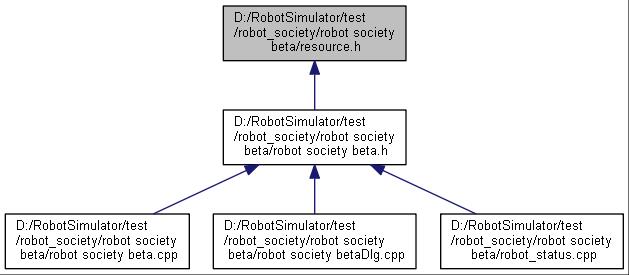 D:/RobotSimulator/test
/robot_society/robot society
beta/resource.h
D:/RobotSimulator/test
/robot_society/robot society
beta/robot society beta.h
D:/RobotSimulator/test
/robot_society/robot society
beta/robot society beta.cpp
D:/RobotSimulator/test
/robot_society/robot society
beta/robot society betaDlg.cpp
D:/RobotSimulator/test
/robot_society/robot society
beta/robot_status.cpp